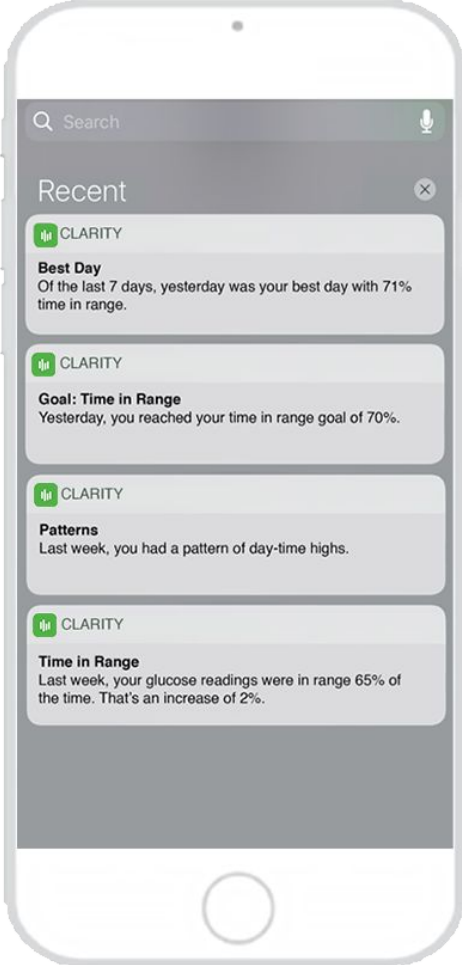 Search
Recent
CLARITY
Best Day
Of the last 7 days, yesterday was your best day with 71%
time in range.
CLARITY
Goal: Time in Range
Yesterday, you reached your time in range goal of 70%.
CLARITY
Patterns
Last week, you had a pattern of day-time highs.
CLARITY
Time in Range
Last week, your glucose readings were in range 65% of
the time. That's an increase of 2%.